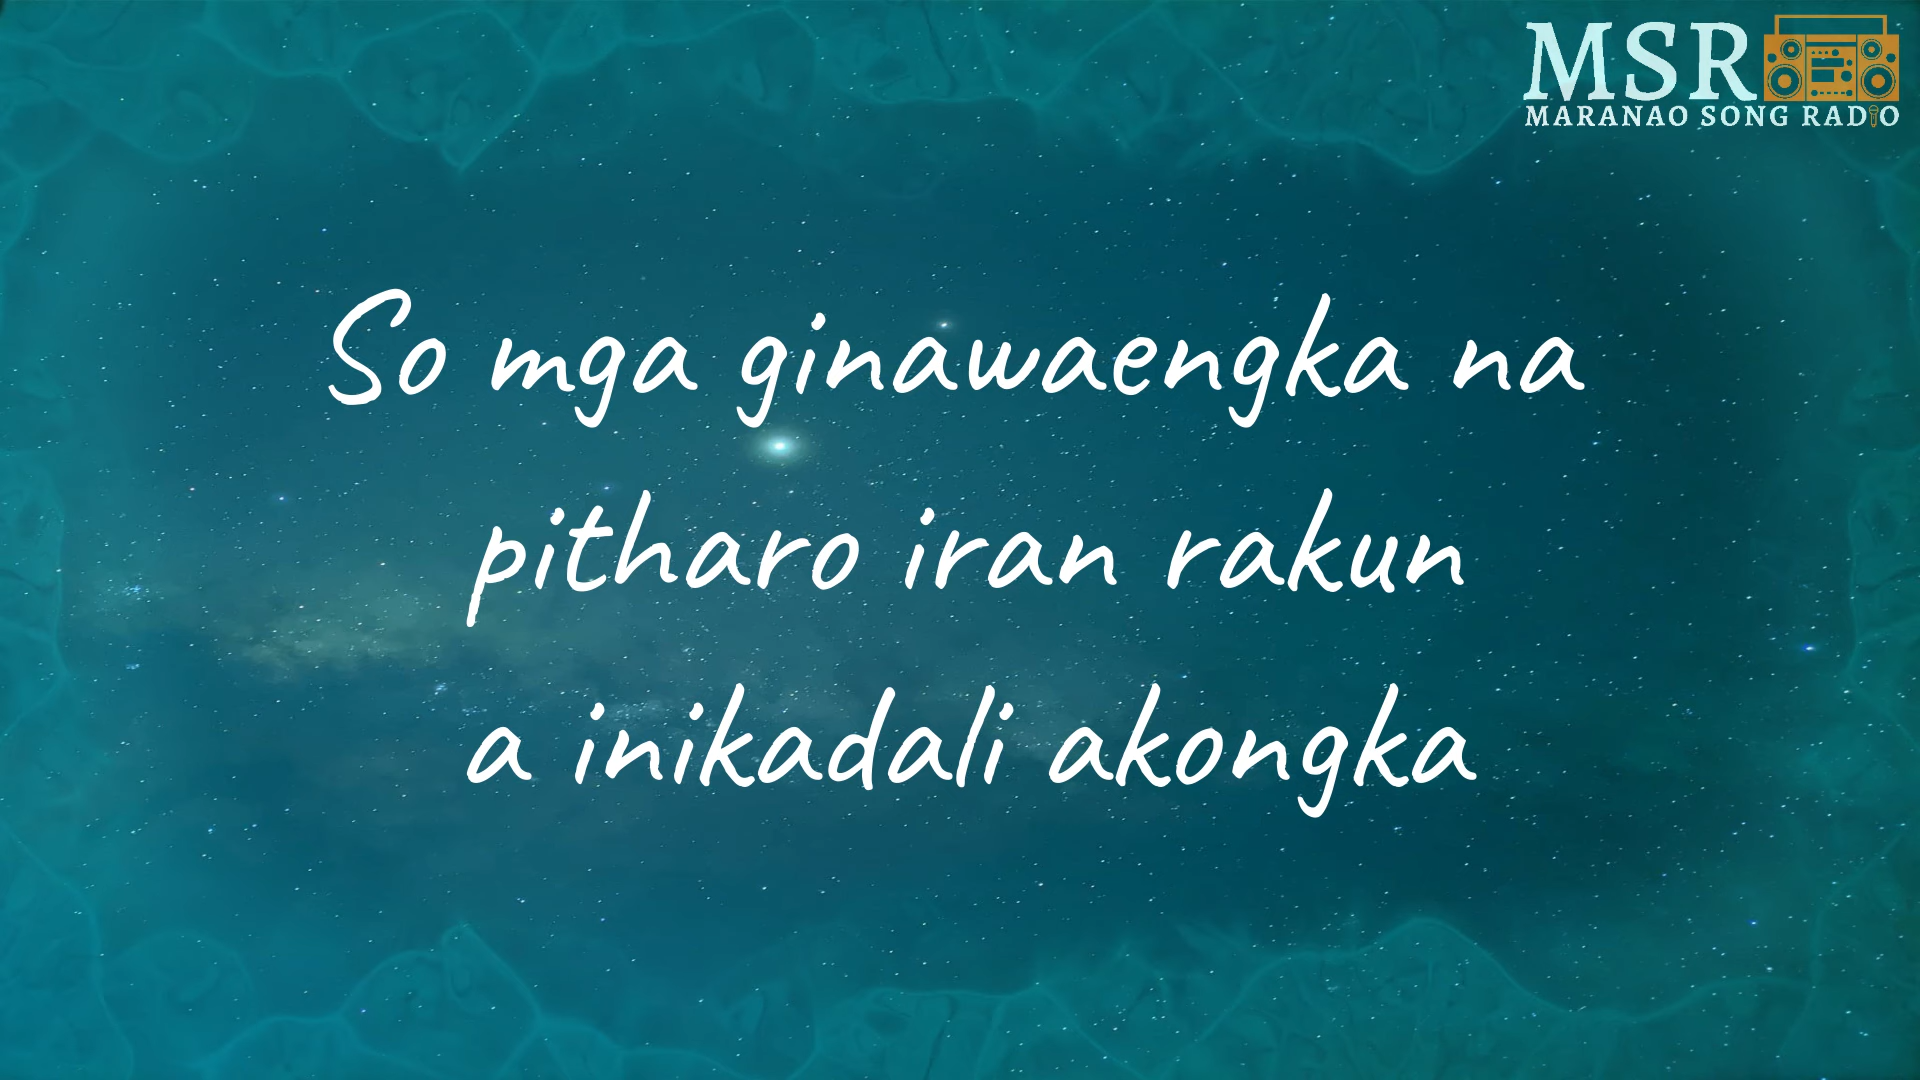 MSR
MARANAO SONG RADIO
So mga ginawaengka na
pitharo iran rakun
a inikadali akongka